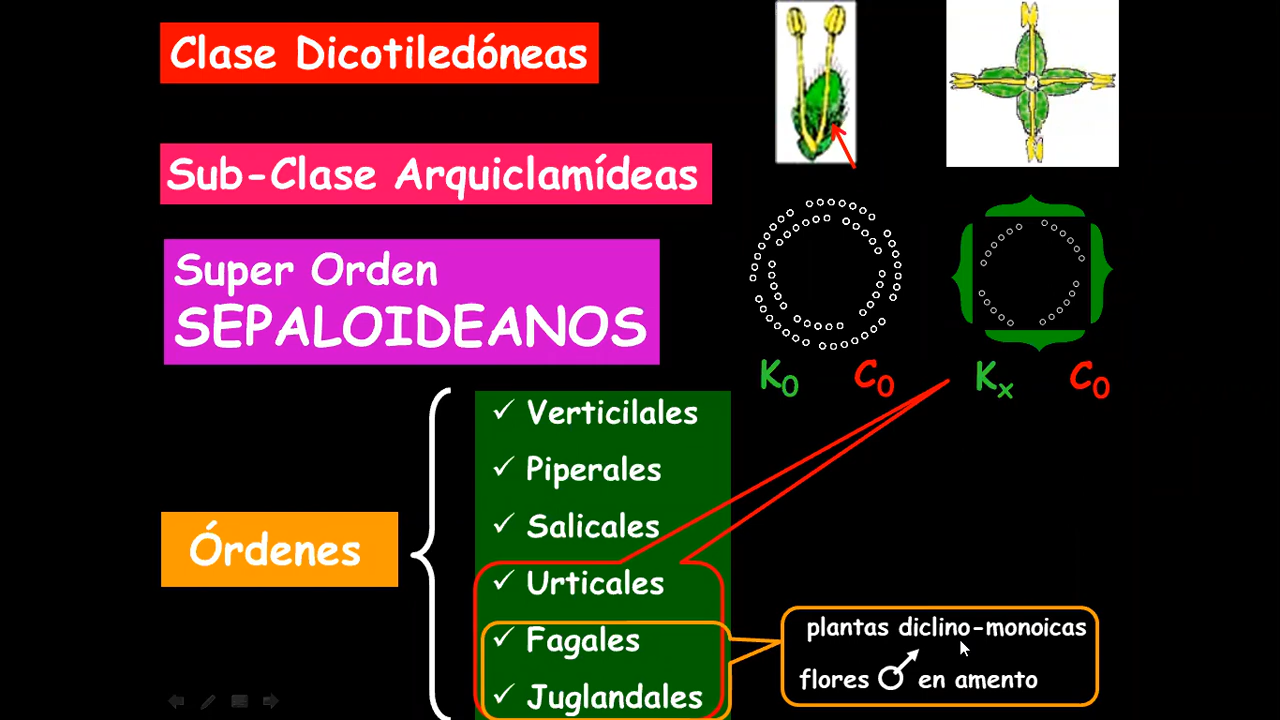 Clase Dicotiledóneas
Sub-Clase Arquiclamídeas
Super Orden
SEPALOIDEANOS
K0 C0
Kx C0
Órdenes
✓ Verticilales
✓ Piperales
✓ Salicales
✓ Urticales
✓ Fagales
✓ Juglandales
plantas diclino-monoicas
flores ♂ en amento